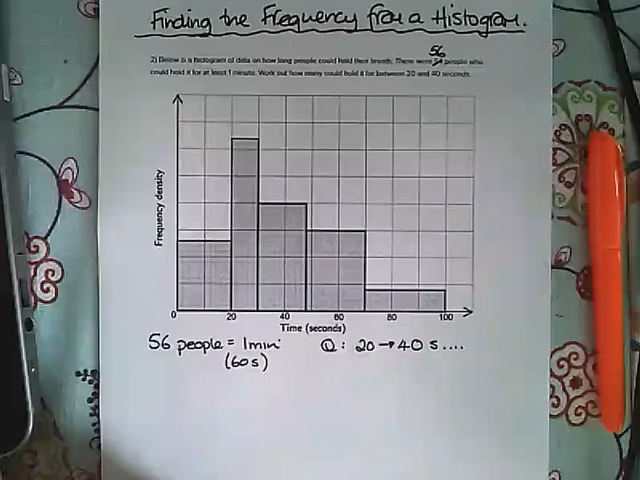 Finding the Frequency from a Histogram.
56
2) Below is a histogram of data on how long people could hold their breath. There were people who
could hold it for at least 1 minute. Work out how many could hold it for between 20 and 40 seconds.
Frequency density
0 20 40 60 80 100
Time (seconds)
56 people = 1min Q: 20→40 s....
(60s)